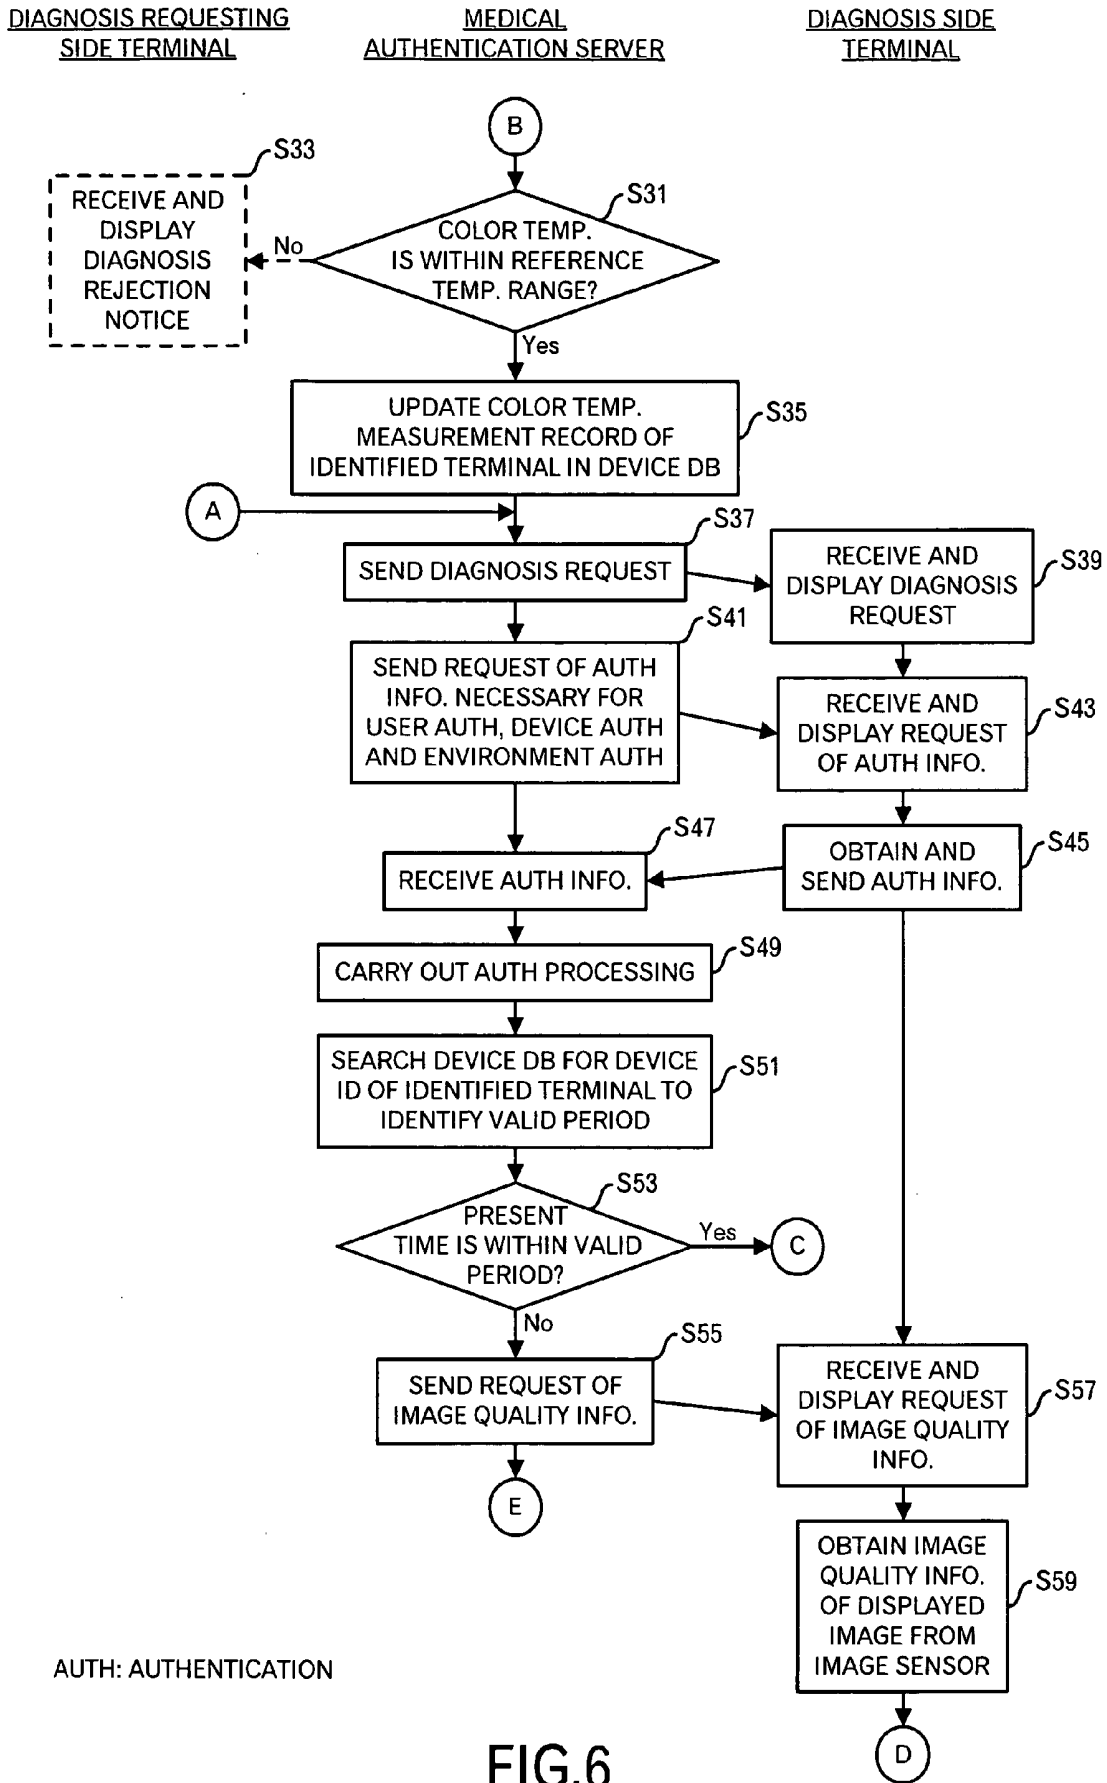 DIAGNOSIS REQUESTING
SIDE TERMINAL
MEDICAL
AUTHENTICATION SERVER
DIAGNOSIS SIDE
TERMINAL
B
S33
RECEIVE AND
DISPLAY
DIAGNOSIS
REJECTION
NOTICE
No
S31
COLOR TEMP.
IS WITHIN REFERENCE
TEMP. RANGE?
Yes
UPDATE COLOR TEMP.
MEASUREMENT RECORD OF
IDENTIFIED TERMINAL IN DEVICE DB
S35
A
S37
SEND DIAGNOSIS REQUEST
RECEIVE AND
DISPLAY DIAGNOSIS
REQUEST
S39
S41
SEND REQUEST OF AUTH
INFO. NECESSARY FOR
USER AUTH, DEVICE AUTH
AND ENVIRONMENT AUTH
RECEIVE AND
DISPLAY REQUEST
OF AUTH INFO.
S43
S47
RECEIVE AUTH INFO.
OBTAIN AND
SEND AUTH INFO.
S45
CARRY OUT AUTH PROCESSING
S49
SEARCH DEVICE DB FOR DEVICE
ID OF IDENTIFIED TERMINAL TO
IDENTIFY VALID PERIOD
S51
S53
PRESENT
TIME IS WITHIN VALID
PERIOD?
Yes
C
No
S55
SEND REQUEST OF
IMAGE QUALITY INFO.
RECEIVE AND
DISPLAY REQUEST
OF IMAGE QUALITY
INFO.
S57
E
OBTAIN IMAGE
QUALITY INFO.
OF DISPLAYED
IMAGE FROM
IMAGE SENSOR
S59
AUTH: AUTHENTICATION
D
FIG.6